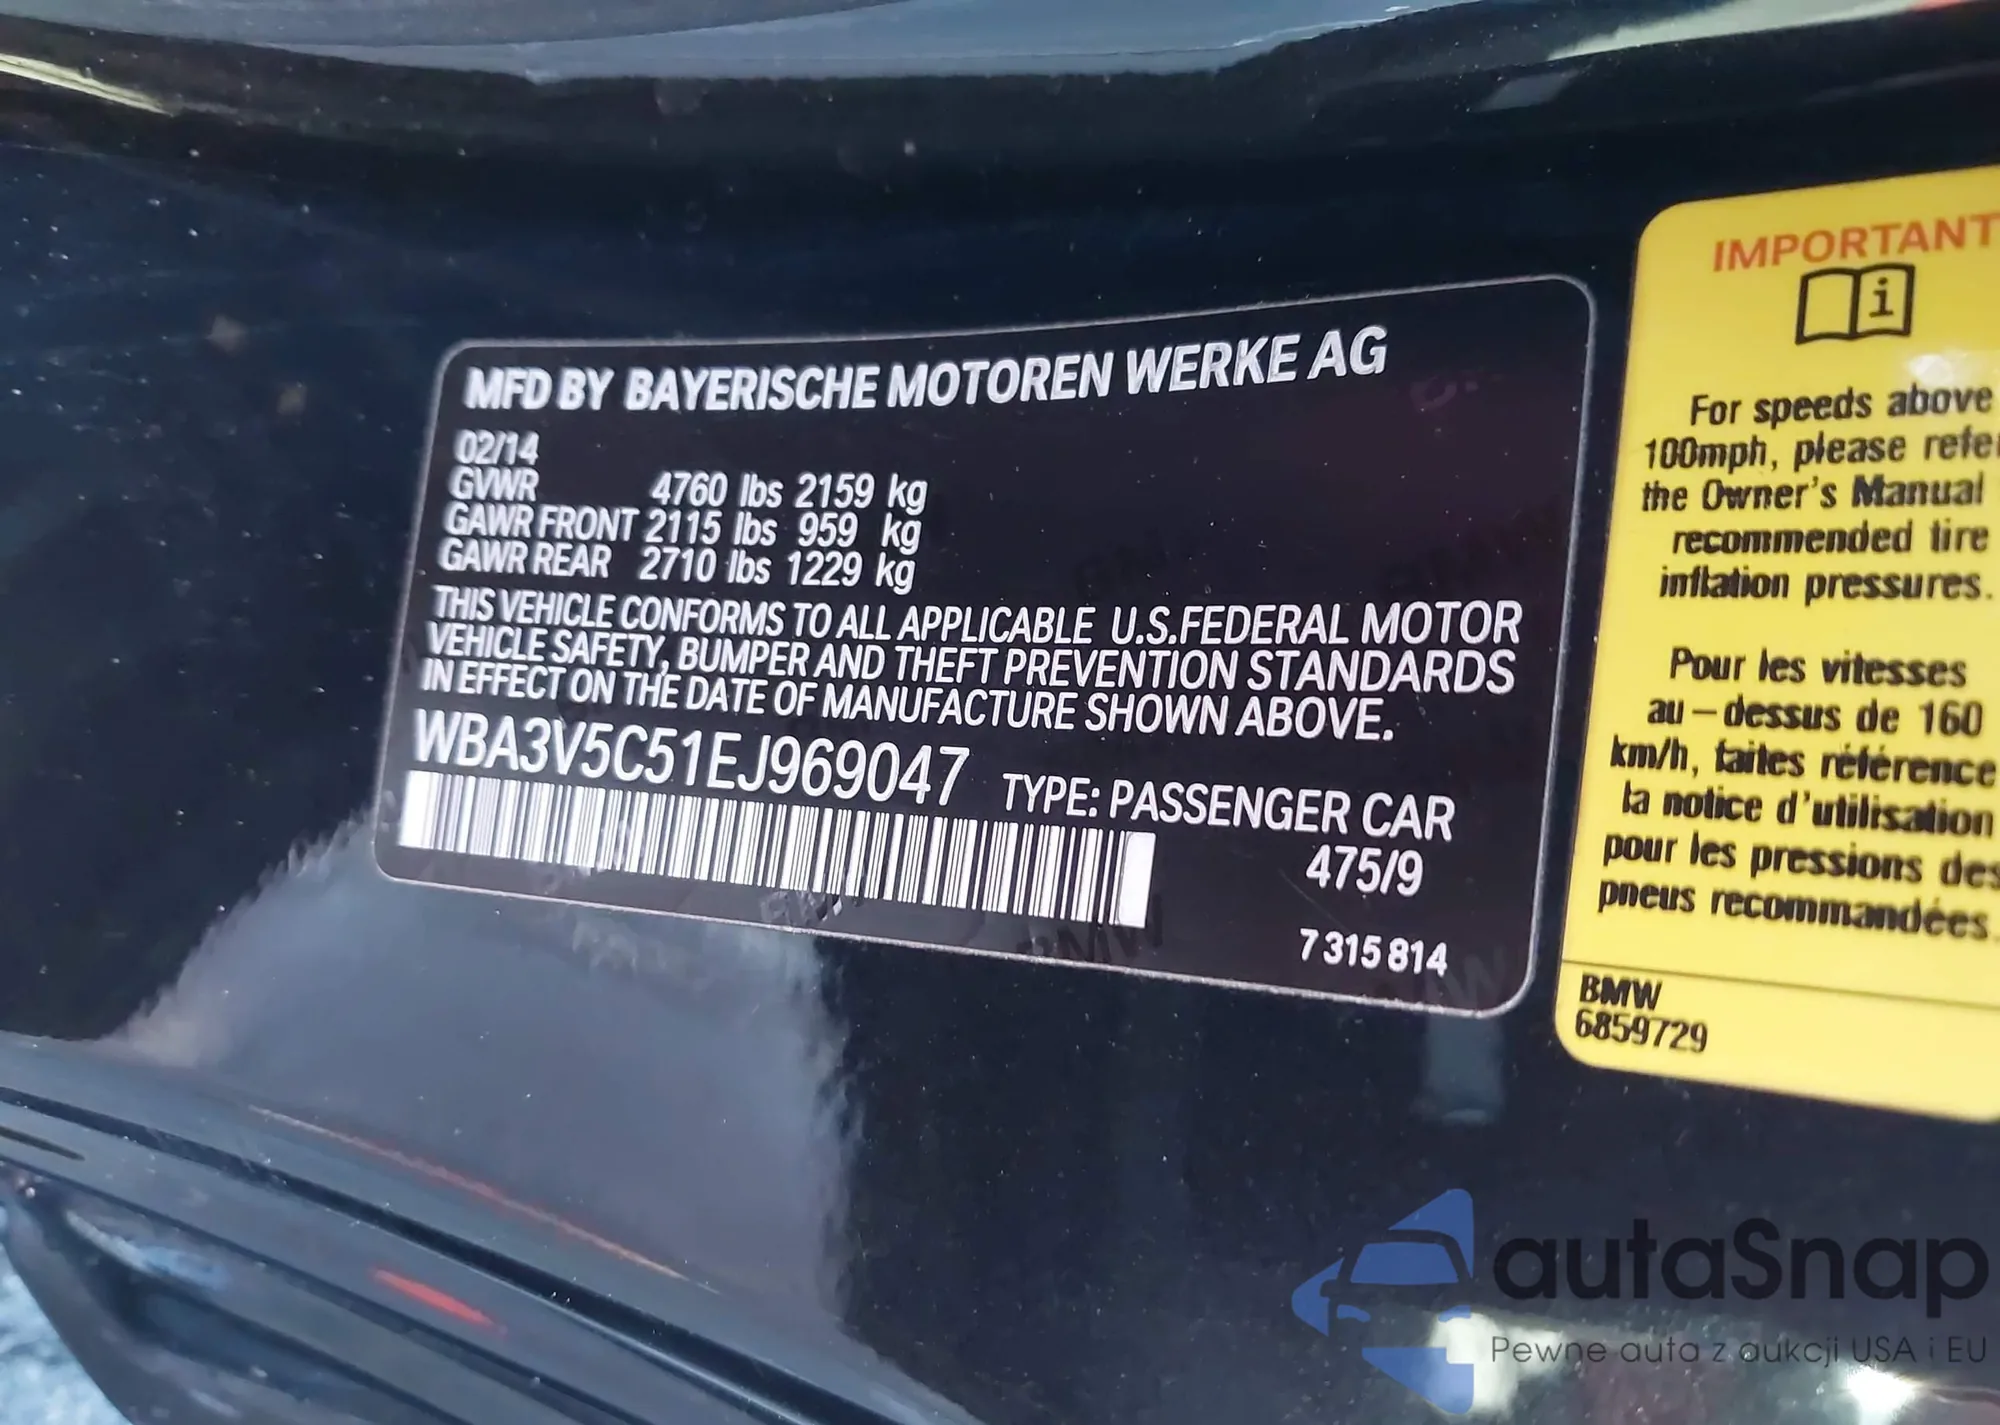 MFD BY BAYERISCHE MOTOREN WERKE AG
02/14
GVWR 4760 lbs 2159 kg
GAWR FRONT 2115 lbs 959 kg
GAWR REAR 2710 lbs 1229 kg
THIS VEHICLE CONFORMS TO ALL APPLICABLE U.S.FEDERAL MOTOR
VEHICLE SAFETY, BUMPER AND THEFT PREVENTION STANDARDS
IN EFFECT ON THE DATE OF MANUFACTURE SHOWN ABOVE.
WBA3V5C51EJ969047 TYPE: PASSENGER CAR
475/9
7 315 814
IMPORTANT
i
For speeds above
100mph, please refer
the Owner's Manual
recommended tire
inflation pressures.
Pour les vitesses
au-dessus de 160
km/h, faites référence
la notice d'utilisation
pour les pressions des
pneus recommandées.
BMW
6859729
autaSnap
Pewne auta z aukcji USA i EU